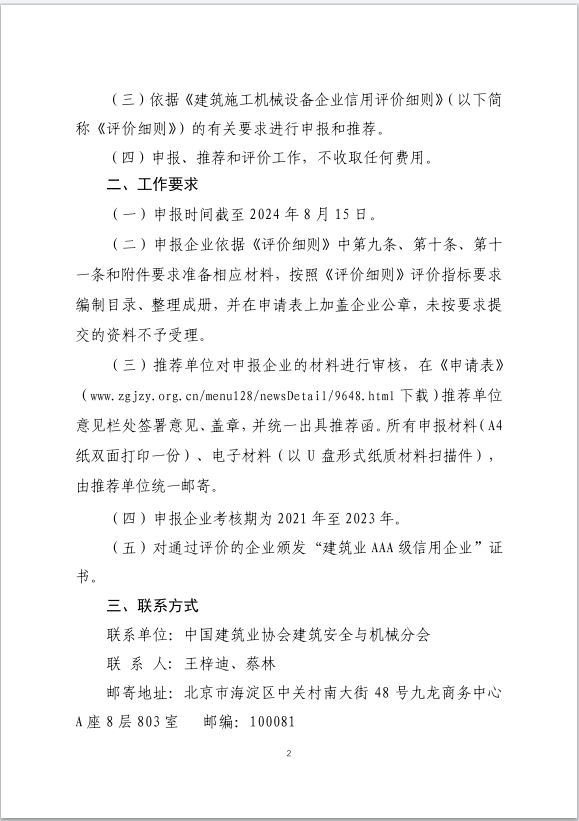 （三）依据《建筑施工机械设备企业信用评价细则》（以下简
称《评价细则》）的有关要求进行申报和推荐。
（四）申报、推荐和评价工作，不收取任何费用。
二、工作要求
（一）申报时间截至 2024 年 8 月 15 日。
（二）申报企业依据《评价细则》中第九条、第十条、第十
一条和附件要求准备相应材料，按照《评价细则》评价指标要求
编制目录、整理成册，并在申请表上加盖企业公章，未按要求提
交的资料不予受理。
（三）推荐单位对申报企业的材料进行审核，在《申请表》
（www.zgjzy.org.cn/menu128/newsDetail/9648.html 下载）推荐单位
意见栏处签署意见、盖章，并统一出具推荐函。所有申报材料（A4
纸双面打印一份）、电子材料（以 U 盘形式纸质材料扫描件），
由推荐单位统一邮寄。
（四）申报企业考核期为 2021 年至 2023 年。
（五）对通过评价的企业颁发“建筑业 AAA 级信用企业”证
书。
三、联系方式
联系单位：中国建筑业协会建筑安全与机械分会
联 系 人：王梓迪、蔡林
邮寄地址：北京市海淀区中关村南大街 48 号九龙商务中心
A 座 8 层 803 室 邮编：100081
2